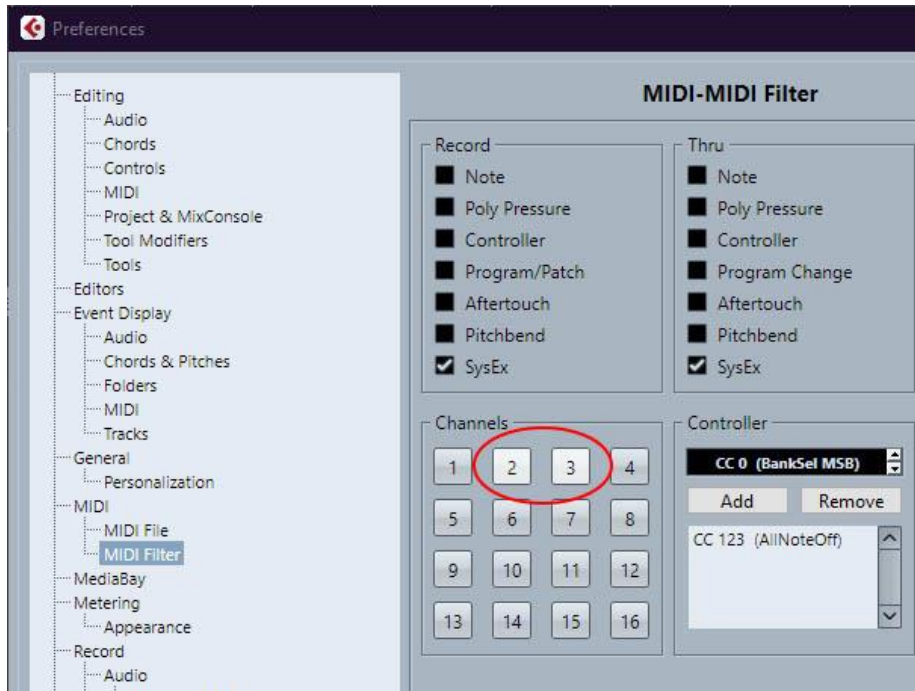 Preferences
Editing
Audio
Chords
Controls
MIDI
Project & MixConsole
Tool Modifiers
Tools
Editors
Event Display
Audio
Chords & Pitches
Folders
MIDI
Tracks
General
Personalization
MIDI
MIDI File
MIDI Filter
MediaBay
Metering
Appearance
Record
Audio
MIDI-MIDI Filter
Record
Note
Poly Pressure
Controller
Program/Patch
Aftertouch
Pitchbend
SysEx
Thru
Note
Poly Pressure
Controller
Program Change
Aftertouch
Pitchbend
SysEx
Channels
1 2 3 4
5 6 7 8
9 10 11 12
13 14 15 16
Controller
CC 0 (BankSel MSB)
Add Remove
CC 123 (AllNoteOff)